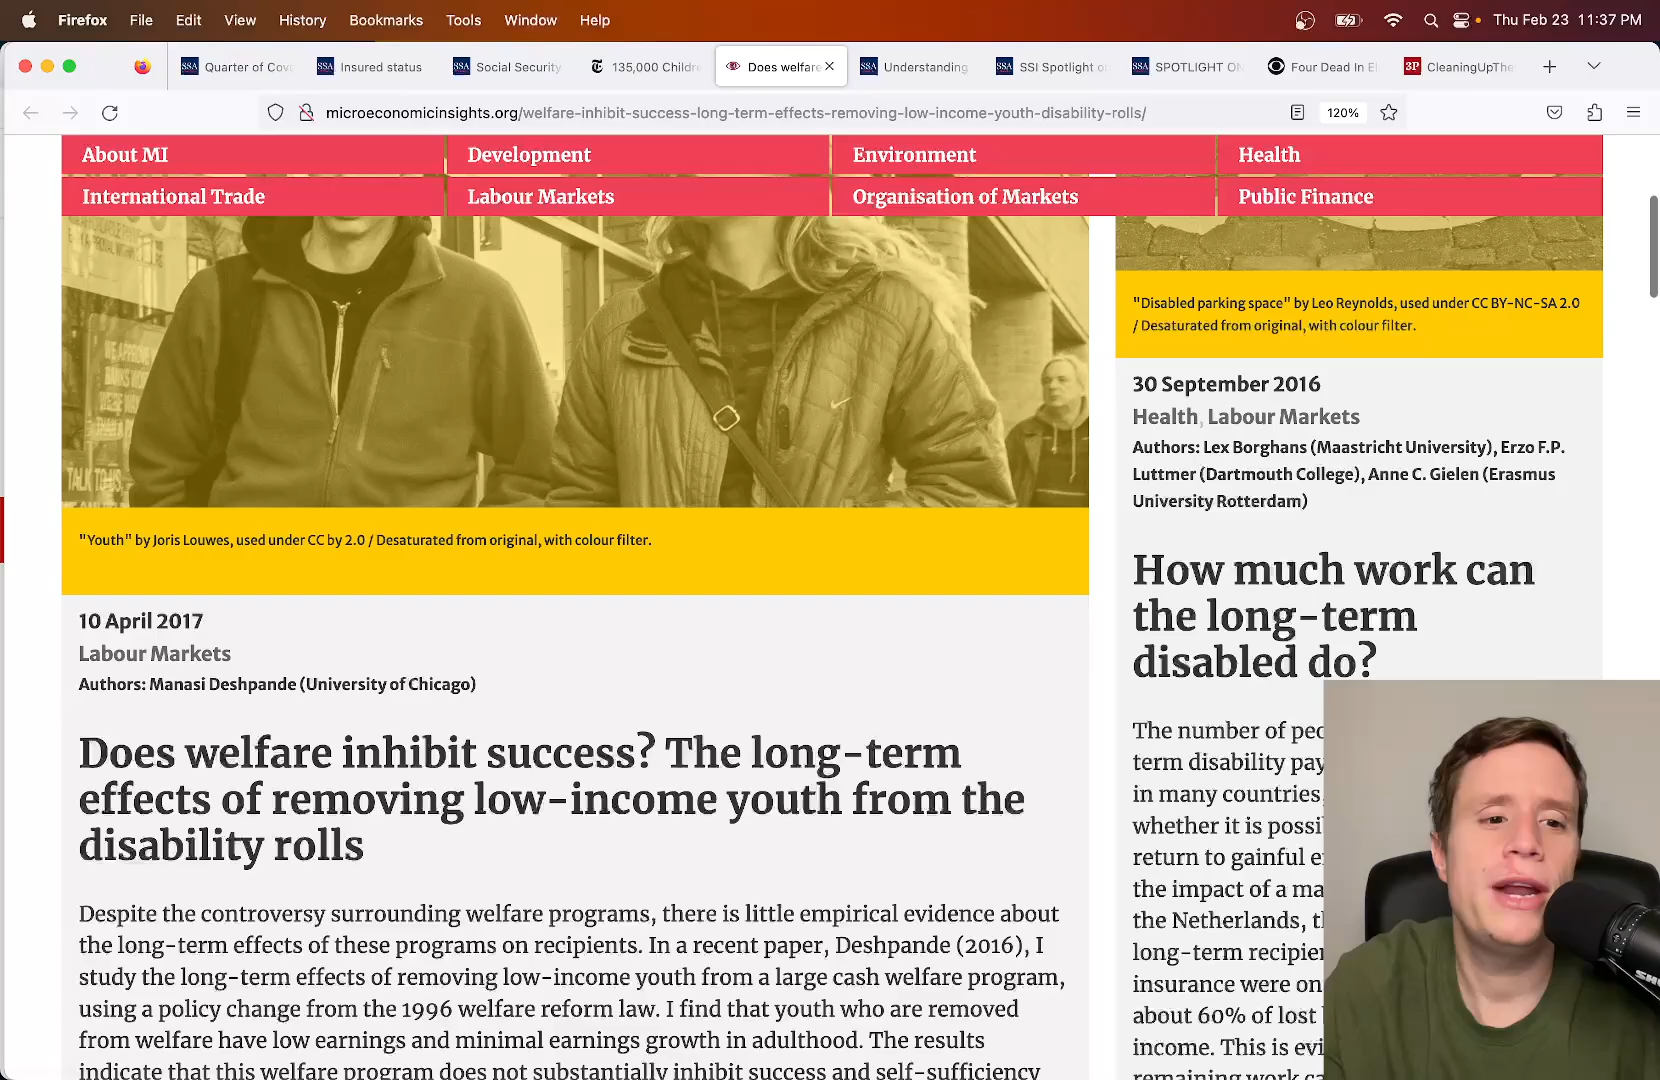 Firefox File Edit View History Bookmarks Tools Window Help Thu Feb 23 11:37 PM
Quarter of Cov Insured status Social Security 135,000 Childre Does welfare Understanding SSI Spotlight o SPOTLIGHT ON Four Dead In E CleaningUpThe
microeconomicinsights.org/welfare-inhibit-success-long-term-effects-removing-low-income-youth-disability-rolls/ 120%
About MI Development Environment Health
International Trade Labour Markets Organisation of Markets Public Finance
TALK TO US
"Youth" by Joris Louwes, used under CC by 2.0 / Desaturated from original, with colour filter.
10 April 2017
Labour Markets
Authors: Manasi Deshpande (University of Chicago)
Does welfare inhibit success? The long-term
effects of removing low-income youth from the
disability rolls
Despite the controversy surrounding welfare programs, there is little empirical evidence about
the long-term effects of these programs on recipients. In a recent paper, Deshpande (2016), I
study the long-term effects of removing low-income youth from a large cash welfare program,
using a policy change from the 1996 welfare reform law. I find that youth who are removed
from welfare have low earnings and minimal earnings growth in adulthood. The results
indicate that this welfare program does not substantially inhibit success and self-sufficiency
"Disabled parking space" by Leo Reynolds, used under CC BY-NC-SA 2.0
/ Desaturated from original, with colour filter.
30 September 2016
Health, Labour Markets
Authors: Lex Borghans (Maastricht University), Erzo F.P.
Luttmer (Dartmouth College), Anne C. Gielen (Erasmus
University Rotterdam)
How much work can
the long-term
disabled do?
The number of peo
term disability pay
in many countries,
whether it is possi
return to gainful e
the impact of a ma
the Netherlands, t
long-term recipien
insurance were on
about 60% of lost
income. This is evi
remaining work ca